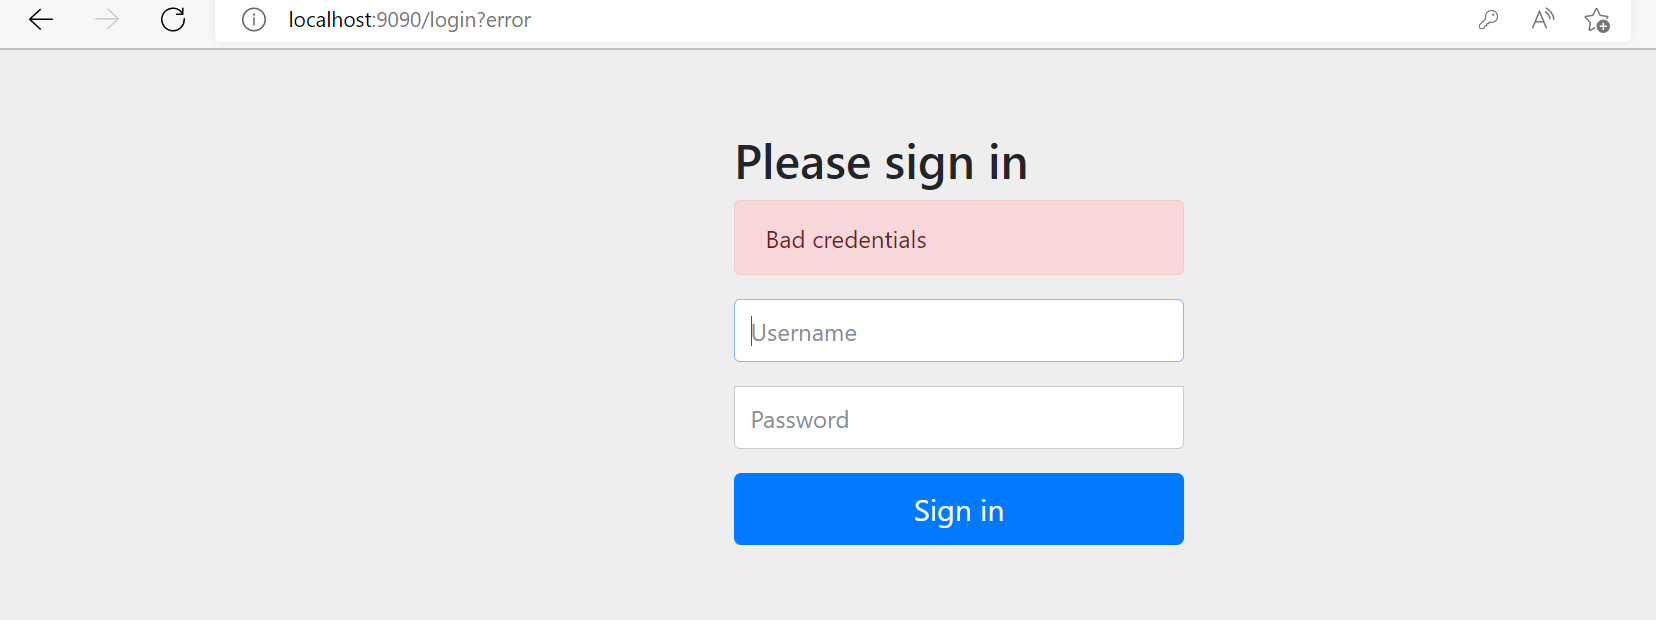 localhost:9090/login?error
Please sign in
Bad credentials
Username
Password
Sign in